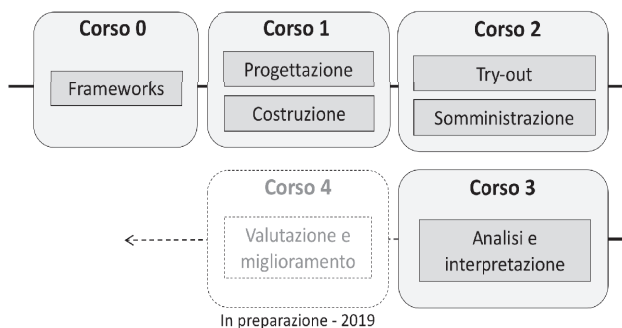 Corso 0
Frameworks
Corso 1
Progettazione
Costruzione
Corso 2
Try-out
Somministrazione
Corso 4
Valutazione e
miglioramento
Corso 3
Analisi e
interpretazione
In preparazione - 2019